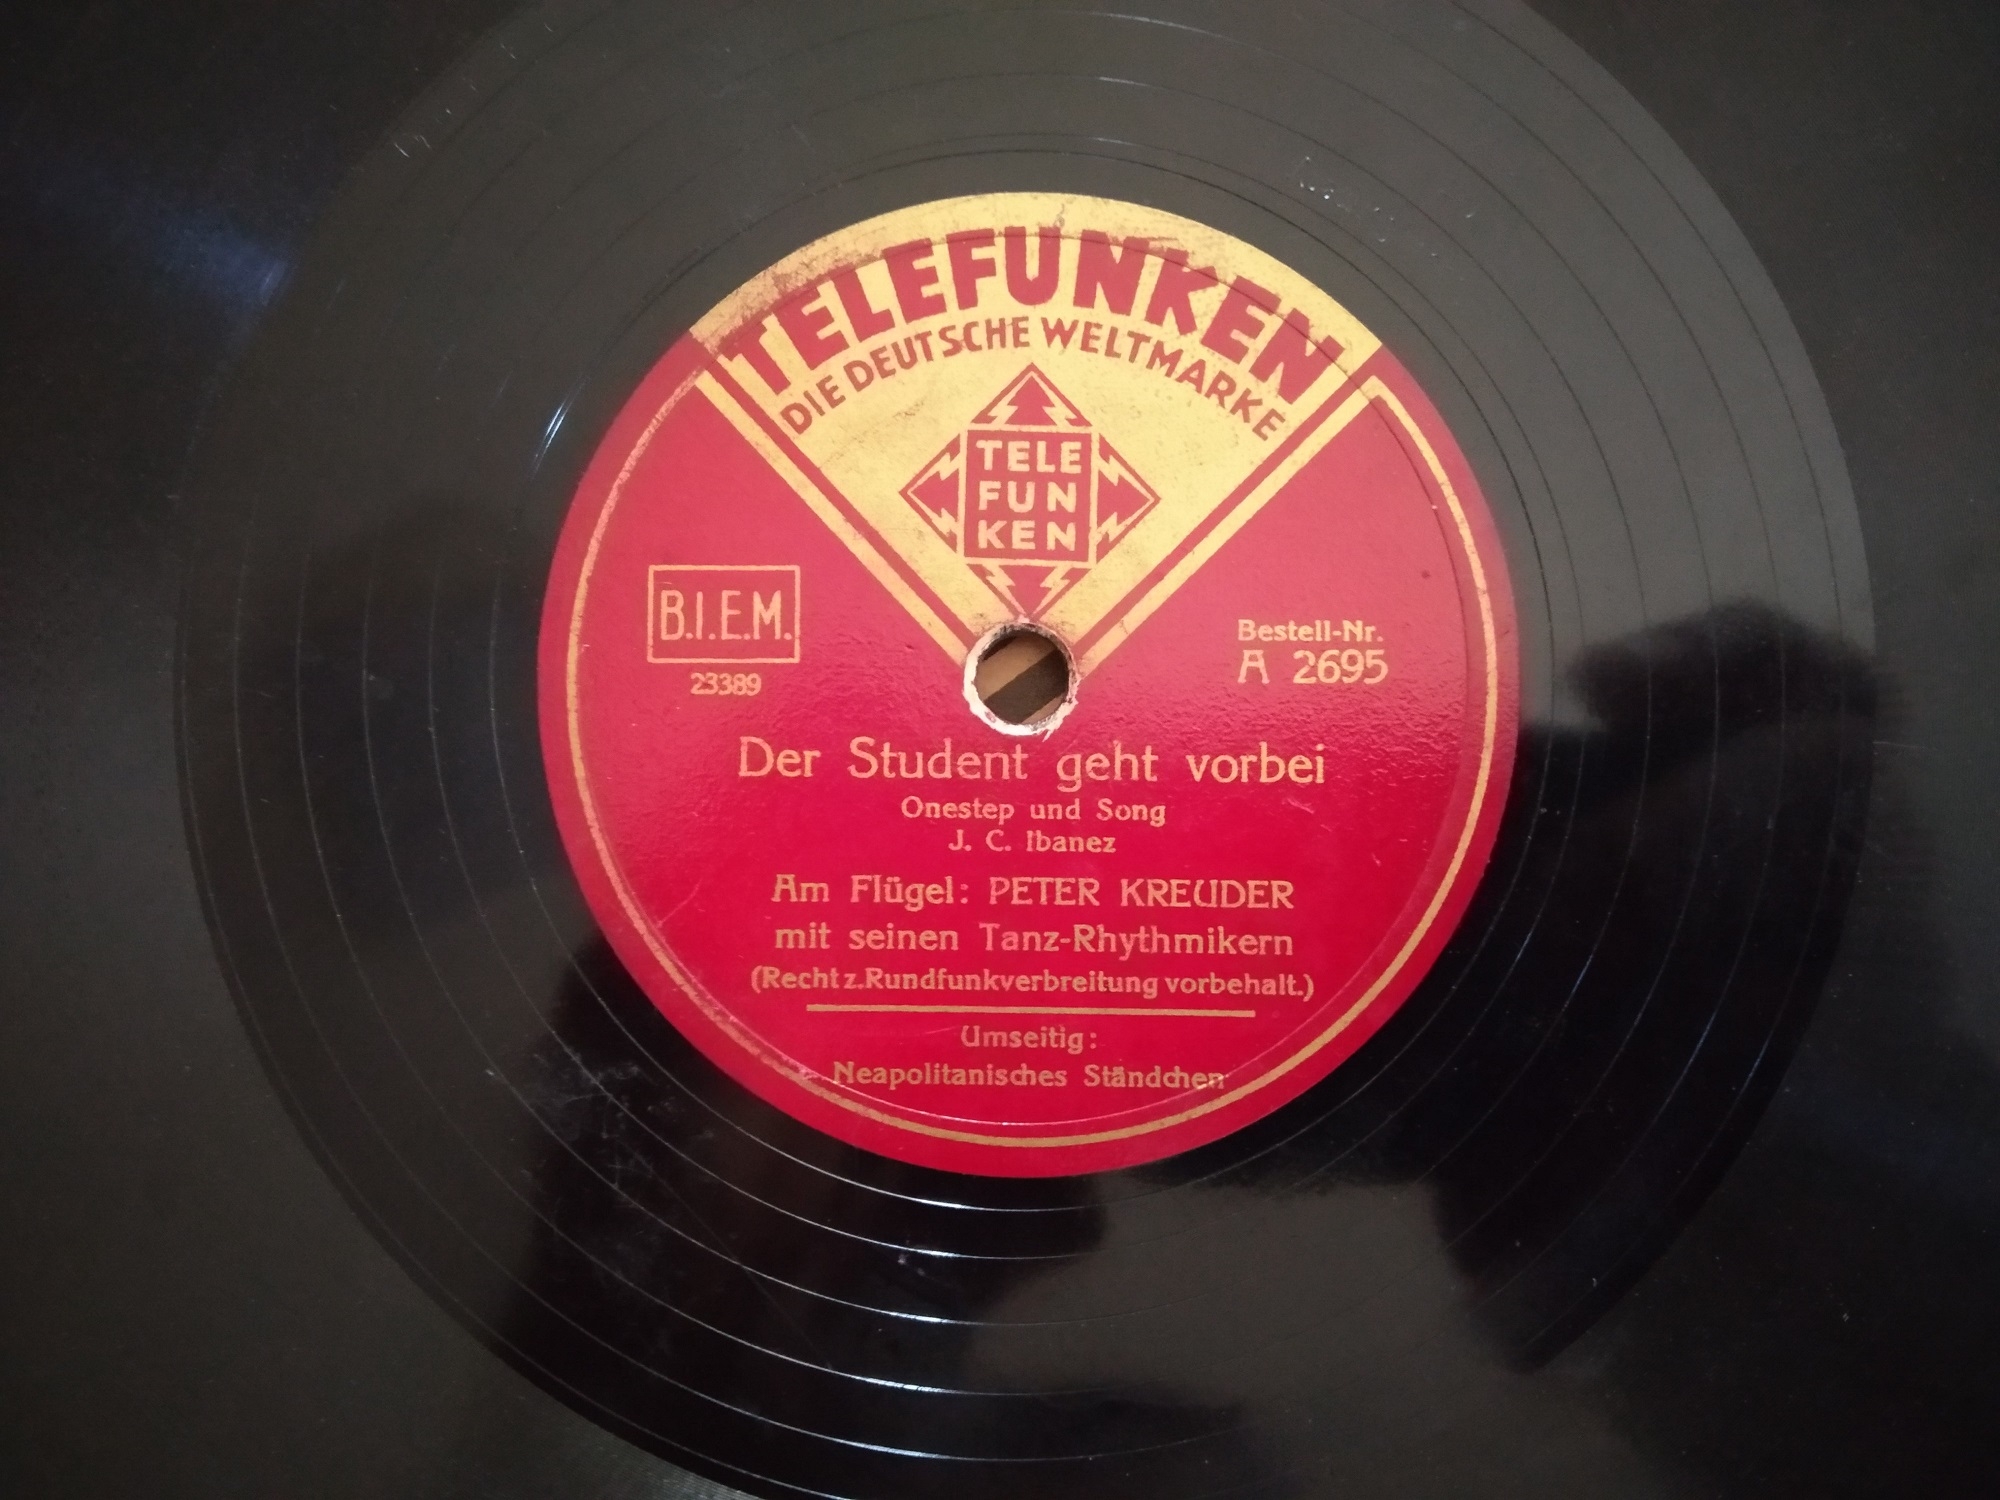 TELEFUNKEN
DIE DEUTSCHE WELTMARKE
TELE
FUN
KEN
B.I.E.M.
23389
Bestell-Nr.
A 2695
Der Student geht vorbei
Onestep und Song
J. C. Ibanez
Am Flügel: PETER KREUDER
mit seinen Tanz-Rhythmikern
(Recht z.Rundfunkverbreitung vorbehalt.)
Umseitig:
Neapolitanisches Ständchen